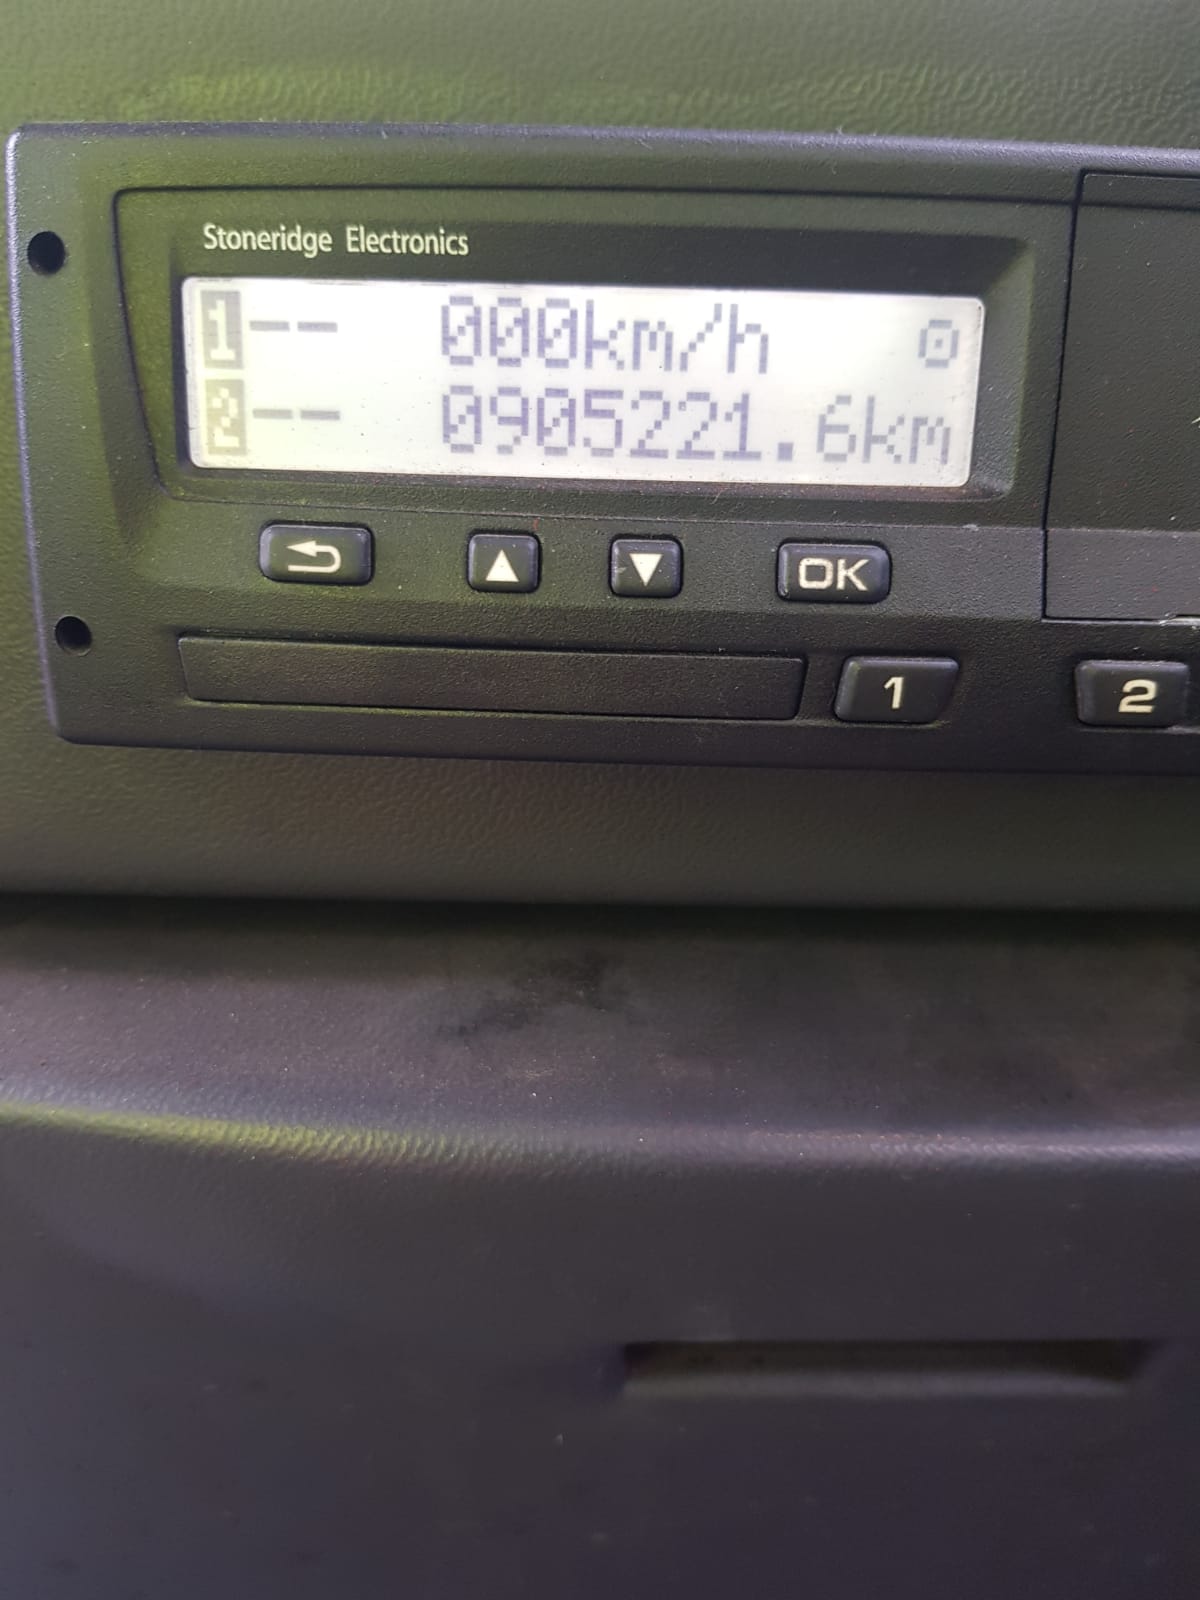 Stoneridge Electronics
1 -- 000km/h
2 -- 0905221.6km
OK
1
2